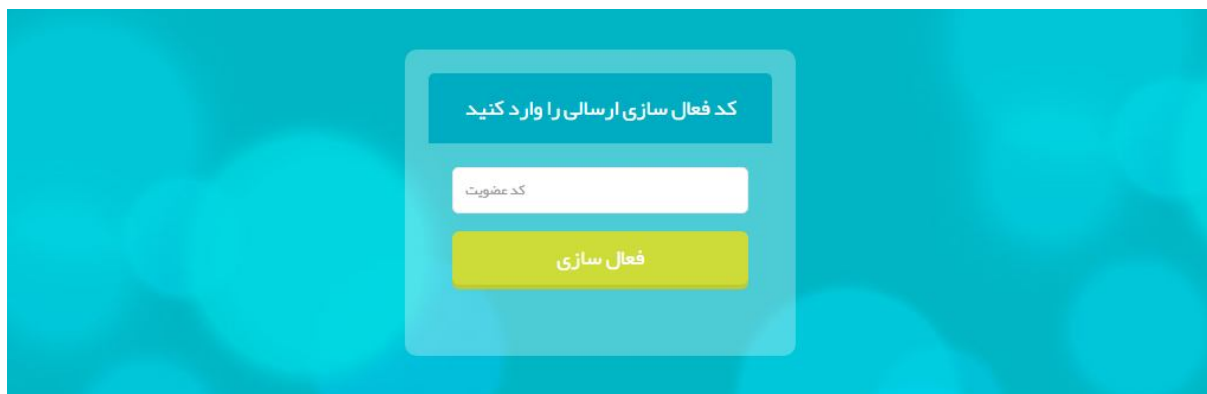 کد فعال سازی ارسالی را وارد کنید
کد عضویت
فعال سازی